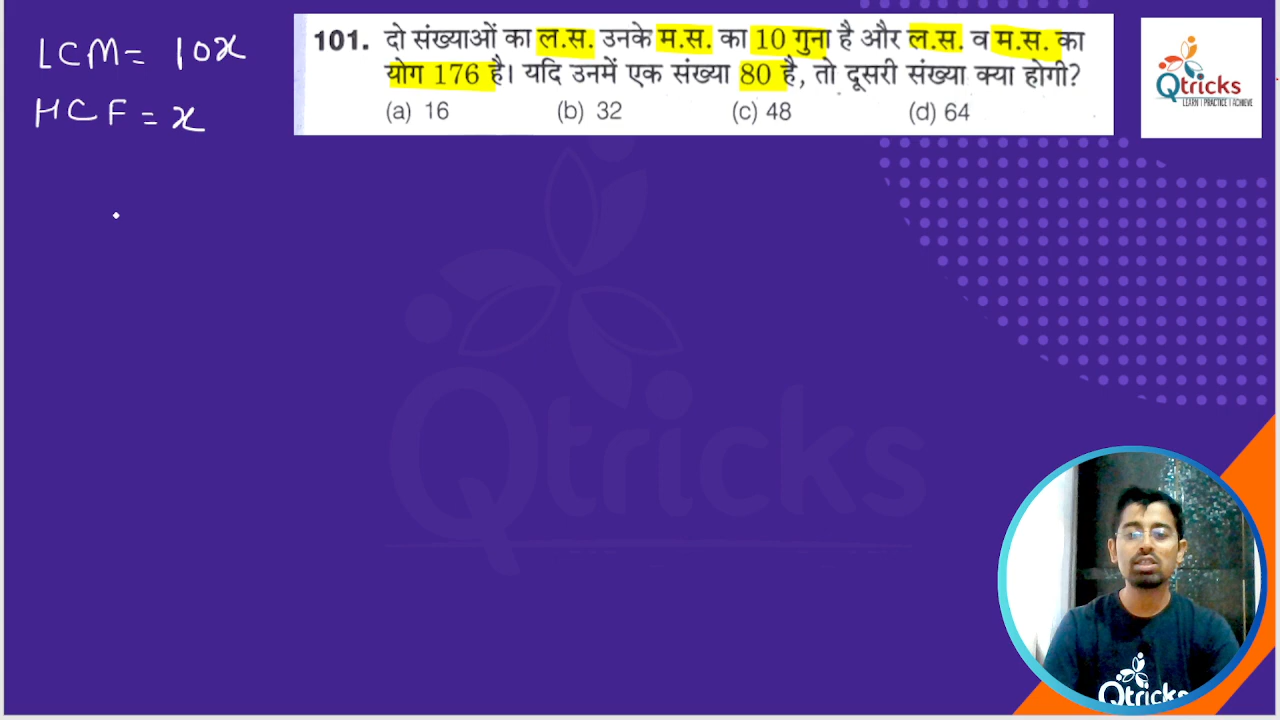 LCM = 10x
HCF = x
101. दो संख्याओं का ल.स. उनके म.स. का 10 गुना है और ल.स. व म.स. का
योग 176 है। यदि उनमें एक संख्या 80 है, तो दूसरी संख्या क्या होगी?
(a) 16 (b) 32 (c) 48 (d) 64
Qtricks
LEARN | PRACTICE | ACHIEVE
Qtricks
Qtricks